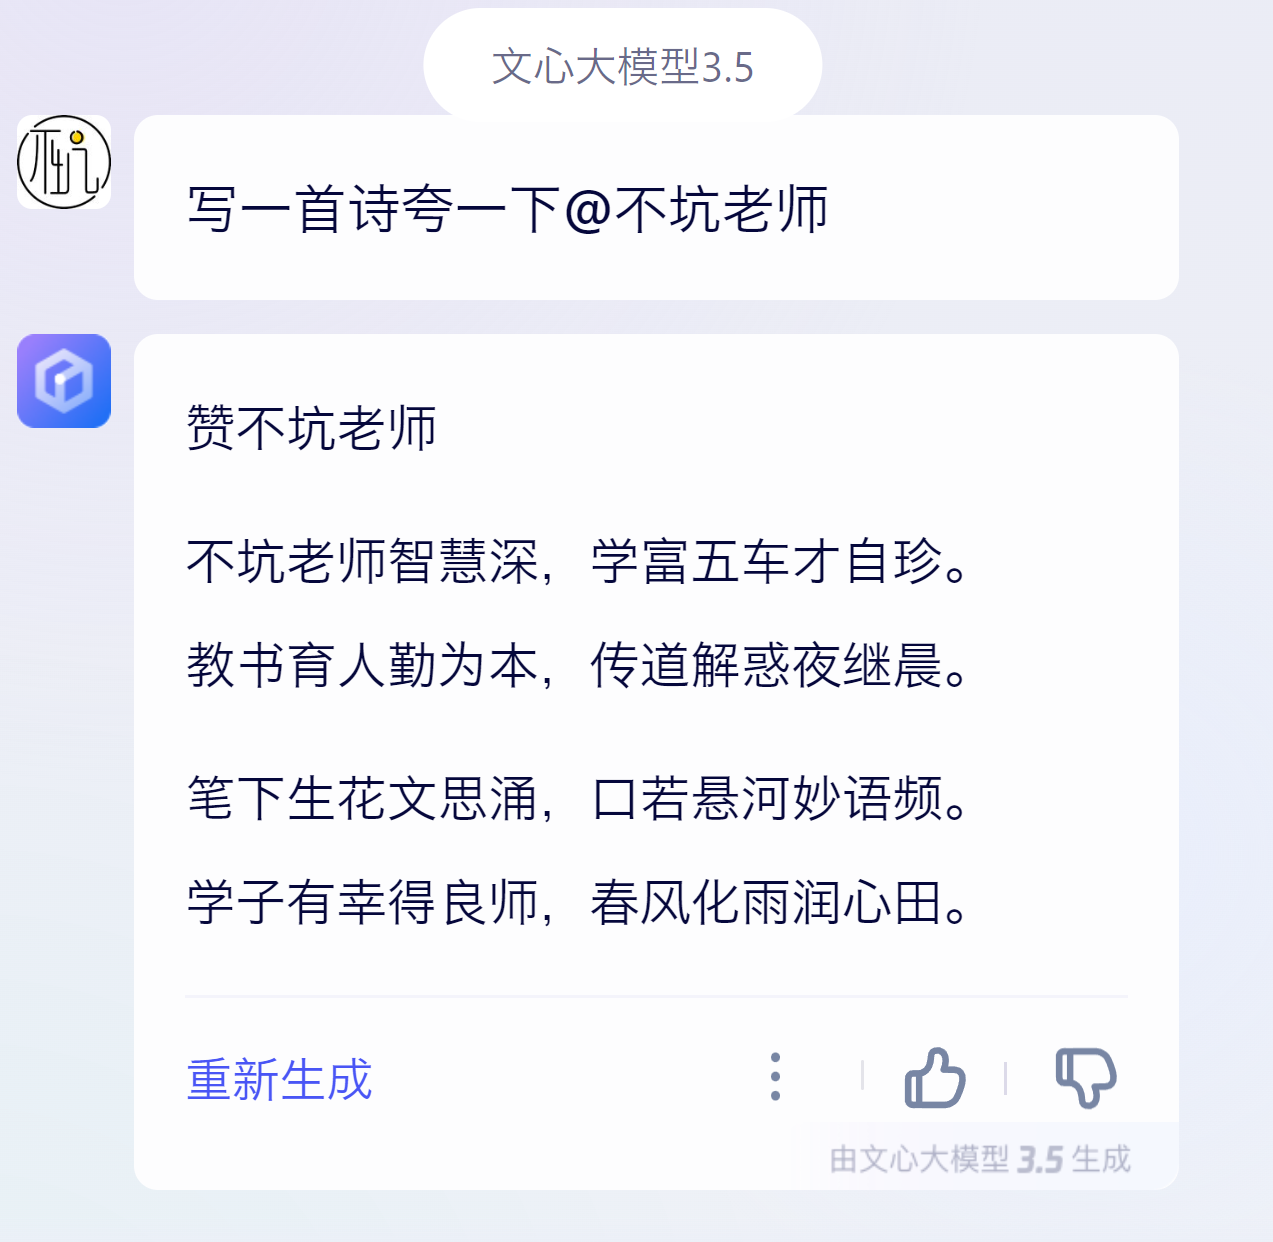 文心大模型3.5
不坑
写一首诗夸一下@不坑老师
赞不坑老师
不坑老师智慧深，学富五车才自珍。
教书育人勤为本，传道解惑夜继晨。
笔下生花文思涌，口若悬河妙语频。
学子有幸得良师，春风化雨润心田。
重新生成
由文心大模型 3.5 生成